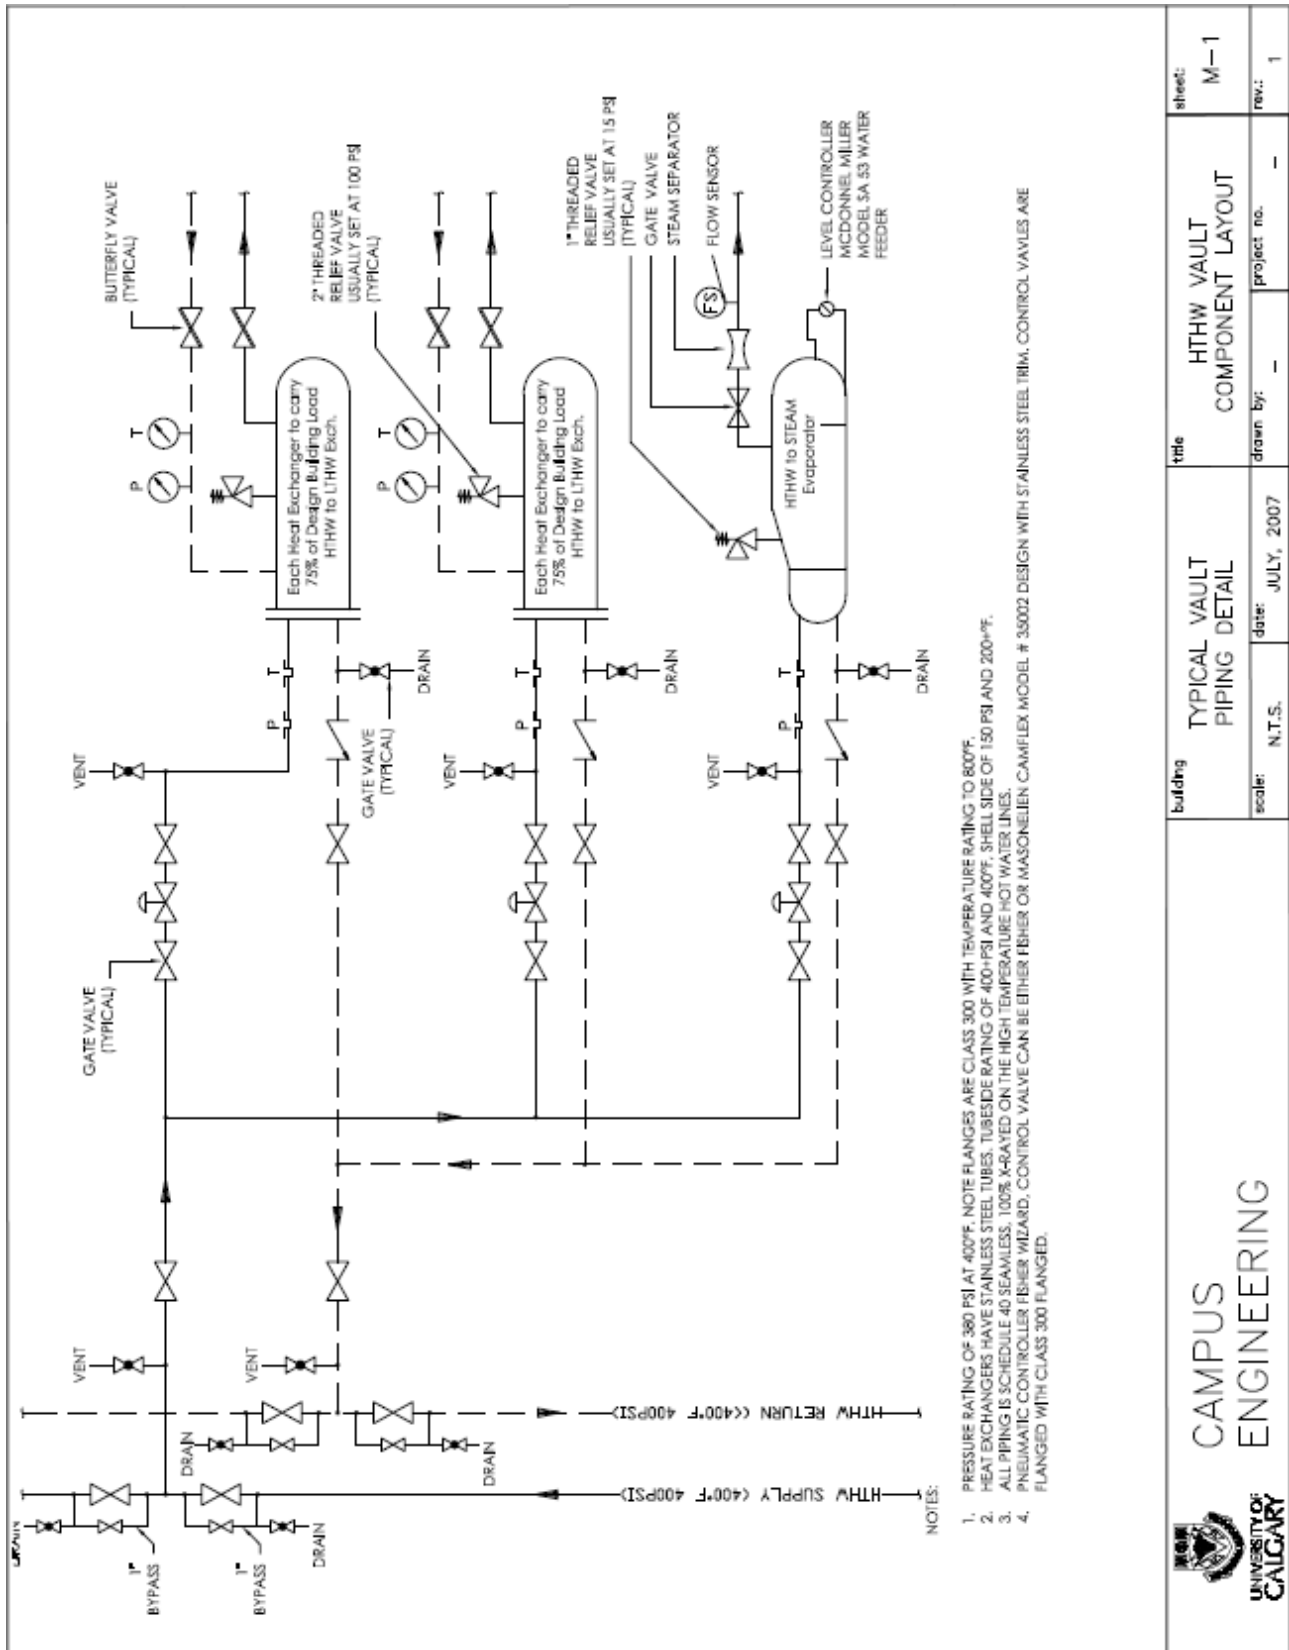 BUTTERFLY VALVE
(TYPICAL)
P
T
Each Heat Exchanger to carry
75% of Design Building Load
HTHW to LTHW Exch.
2" THREADED
RELIEF VALVE
USUALLY SET AT 100 PSI
(TYPICAL)
P
T
Each Heat Exchanger to carry
75% of Design Building Load
HTHW to LTHW Exch.
1" THREADED
RELIEF VALVE
USUALLY SET AT 15 PSI
(TYPICAL)
GATE VALVE
STEAM SEPARATOR
FLOW SENSOR
FS
HTHW to STEAM
Evaporator
LEVEL CONTROLLER
MCDONNEL MILLER
MODEL SA 53 WATER
FEEDER
VENT
P
T
DRAIN
GATE VALVE
(TYPICAL)
GATE VALVE
(TYPICAL)
VENT
P
T
DRAIN
VENT
P
T
DRAIN
VENT
VENT
DRAIN
DRAIN
HTHW RETURN (<400°F 400PSI)
DRAIN
1"
BYPASS
1"
BYPASS
DRAIN
HTHW SUPPLY (400°F 400PSI)
NOTES:
1. PRESSURE RATING OF 380 PSI AT 400°F. NOTE FLANGES ARE CLASS 300 WITH TEMPERATURE RATING TO 800°F.
2. HEAT EXCHANGERS HAVE STAINLESS STEEL TUBES. TUBESIDE RATING OF 400+PSI AND 400°F, SHELL SIDE OF 150 PSI AND 200+°F.
3. ALL PIPING IS SCHEDULE 40 SEAMLESS, 100% X-RAYED ON THE HIGH TEMPERATURE HOT WATER LINES.
4. PNEUMATIC CONTROLLER FISHER WIZARD, CONTROL VALVE CAN BE EITHER FISHER OR MASONEILIEN CAMFLEX MODEL # 35002 DESIGN WITH STAINLESS STEEL TRIM. CONTROL VAVLES ARE
FLANGED WITH CLASS 300 FLANGED.
UNIVERSITY OF
CALGARY
CAMPUS
ENGINEERING
building
TYPICAL VAULT
PIPING DETAIL
title
HTHW VAULT
COMPONENT LAYOUT
sheet:
M-1
scale:
N.T.S.
date:
JULY, 2007
drawn by:
-
project no.
-
rev.:
1